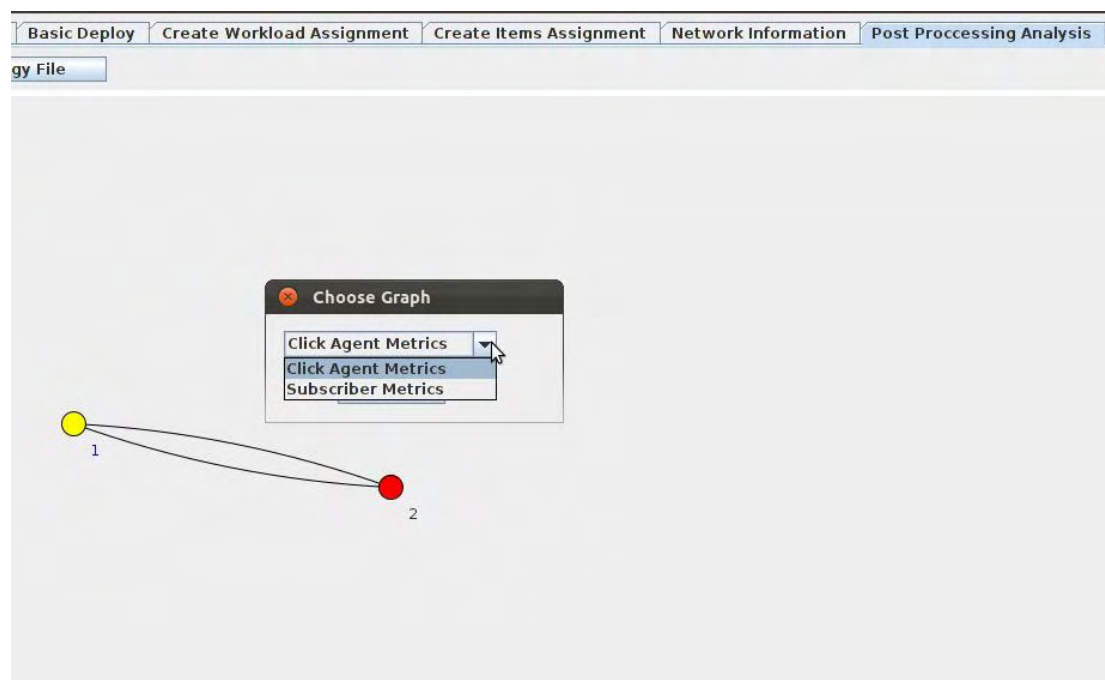 Basic Deploy Create Workload Assignment Create Items Assignment Network Information Post Proccessing Analysis
gy File
Choose Graph
Click Agent Metrics
Click Agent Metrics
Subscriber Metrics
1
2